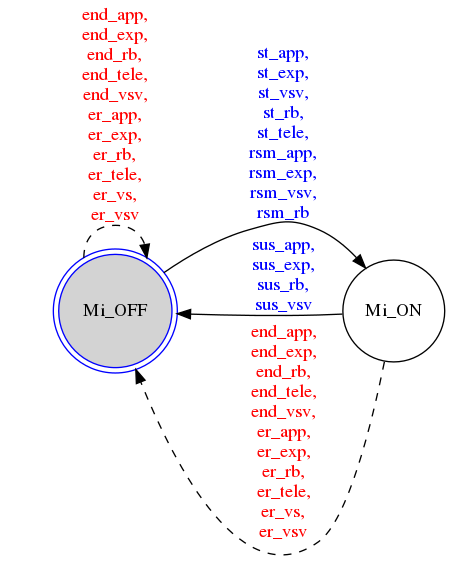 end_app,
end_exp,
end_rb,
end_tele,
end_vsv,
er_app,
er_exp,
er_rb,
er_tele,
er_vs,
er_vsv
st_app,
st_exp,
st_vsv,
st_rb,
st_tele,
rsm_app,
rsm_exp,
rsm_vsv,
rsm_rb
sus_app,
sus_exp,
sus_rb,
sus_vsv
Mi_OFF
Mi_ON
end_app,
end_exp,
end_rb,
end_tele,
end_vsv,
er_app,
er_exp,
er_rb,
er_tele,
er_vs,
er_vsv